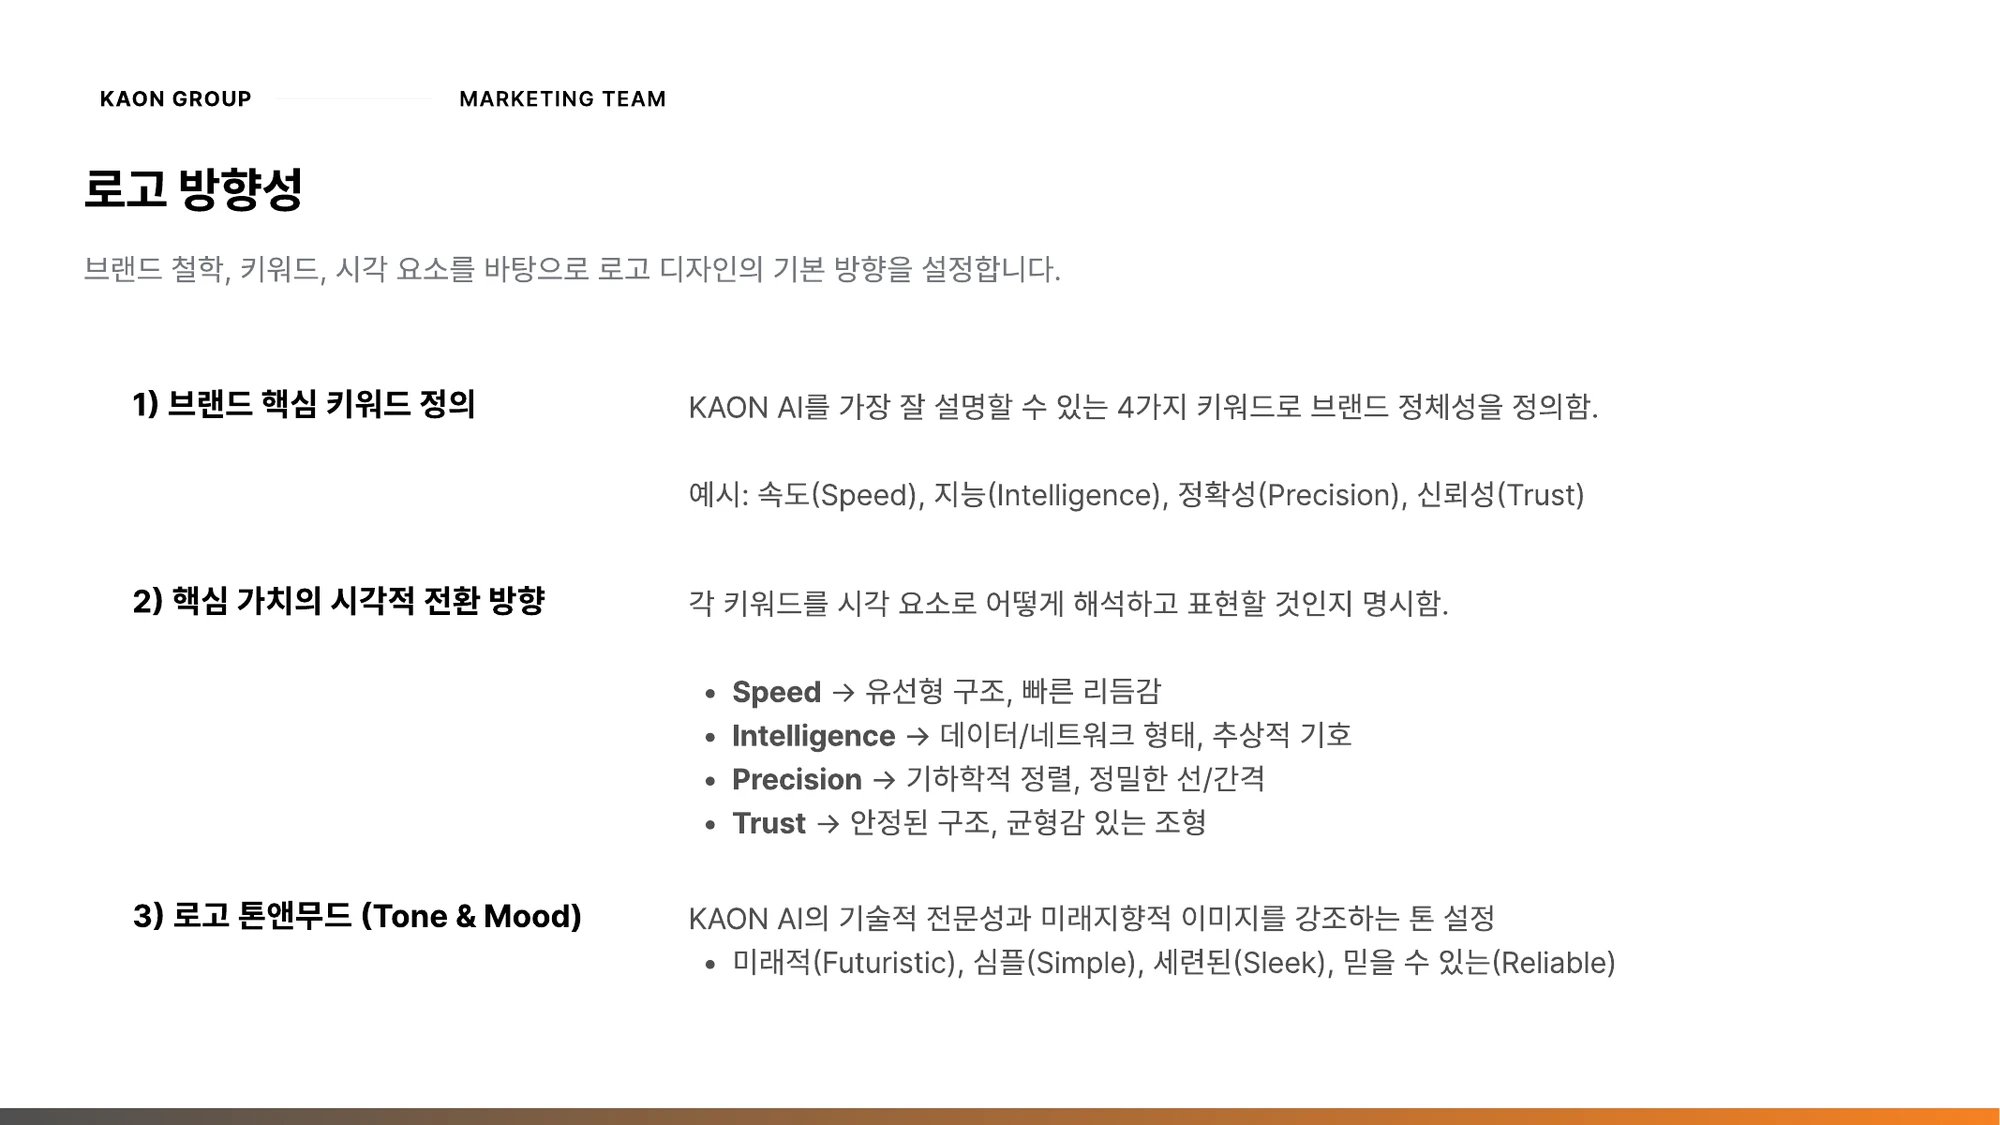 KAON GROUP MARKETING TEAM
로고 방향성
브랜드 철학, 키워드, 시각 요소를 바탕으로 로고 디자인의 기본 방향을 설정합니다.
1) 브랜드 핵심 키워드 정의
KAON AI를 가장 잘 설명할 수 있는 4가지 키워드로 브랜드 정체성을 정의함.
예시: 속도(Speed), 지능(Intelligence), 정확성(Precision), 신뢰성(Trust)
2) 핵심 가치의 시각적 전환 방향
각 키워드를 시각 요소로 어떻게 해석하고 표현할 것인지 명시함.
• Speed → 유선형 구조, 빠른 리듬감
• Intelligence → 데이터/네트워크 형태, 추상적 기호
• Precision → 기하학적 정렬, 정밀한 선/간격
• Trust → 안정된 구조, 균형감 있는 조형
3) 로고 톤앤무드 (Tone & Mood)
KAON AI의 기술적 전문성과 미래지향적 이미지를 강조하는 톤 설정
• 미래적(Futuristic), 심플(Simple), 세련된(Sleek), 믿을 수 있는(Reliable)